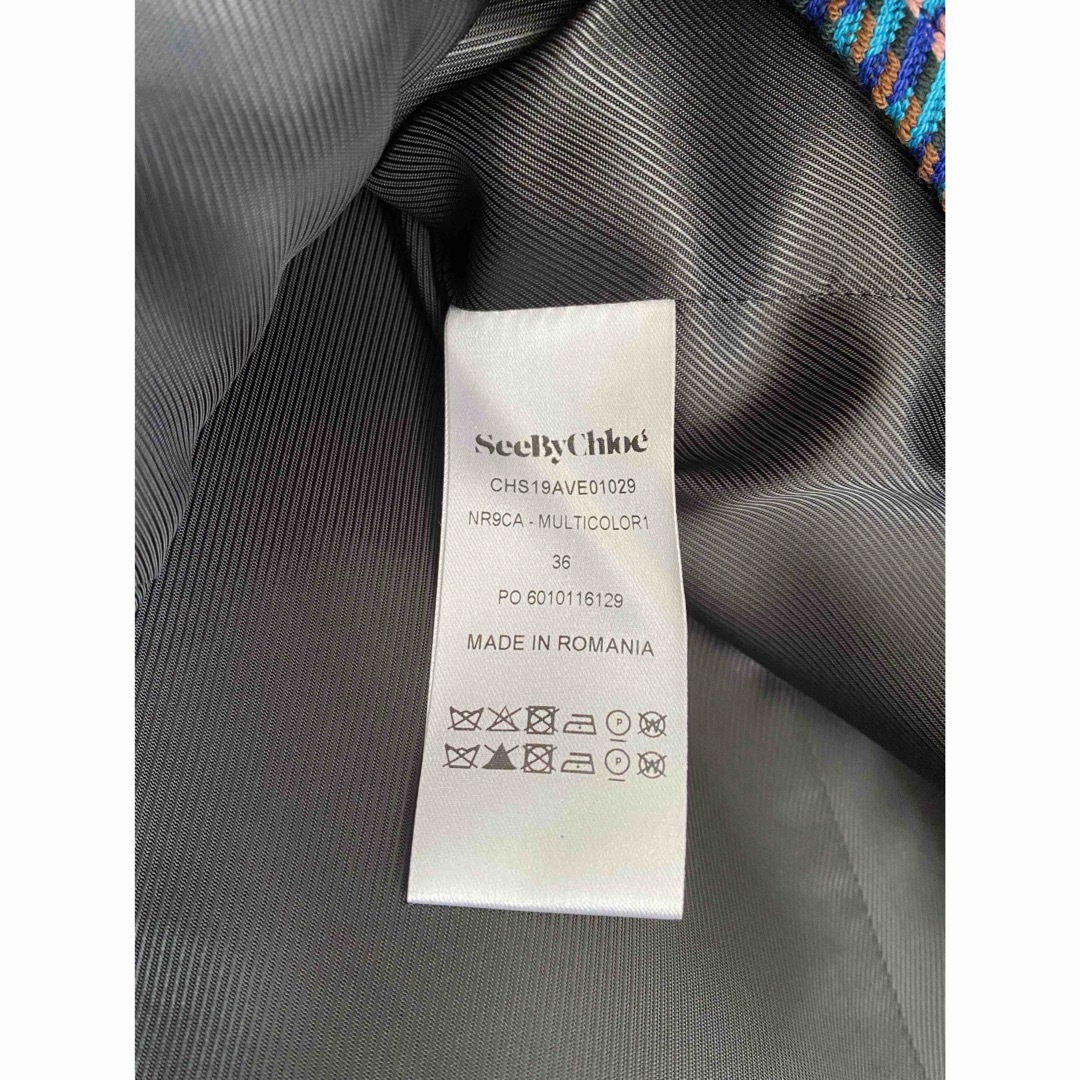 SeeByChloé
CHS19AVE01029
NR9CA - MULTICOLOR1
36
PO 6010116129
MADE IN ROMANIA
P W
P W